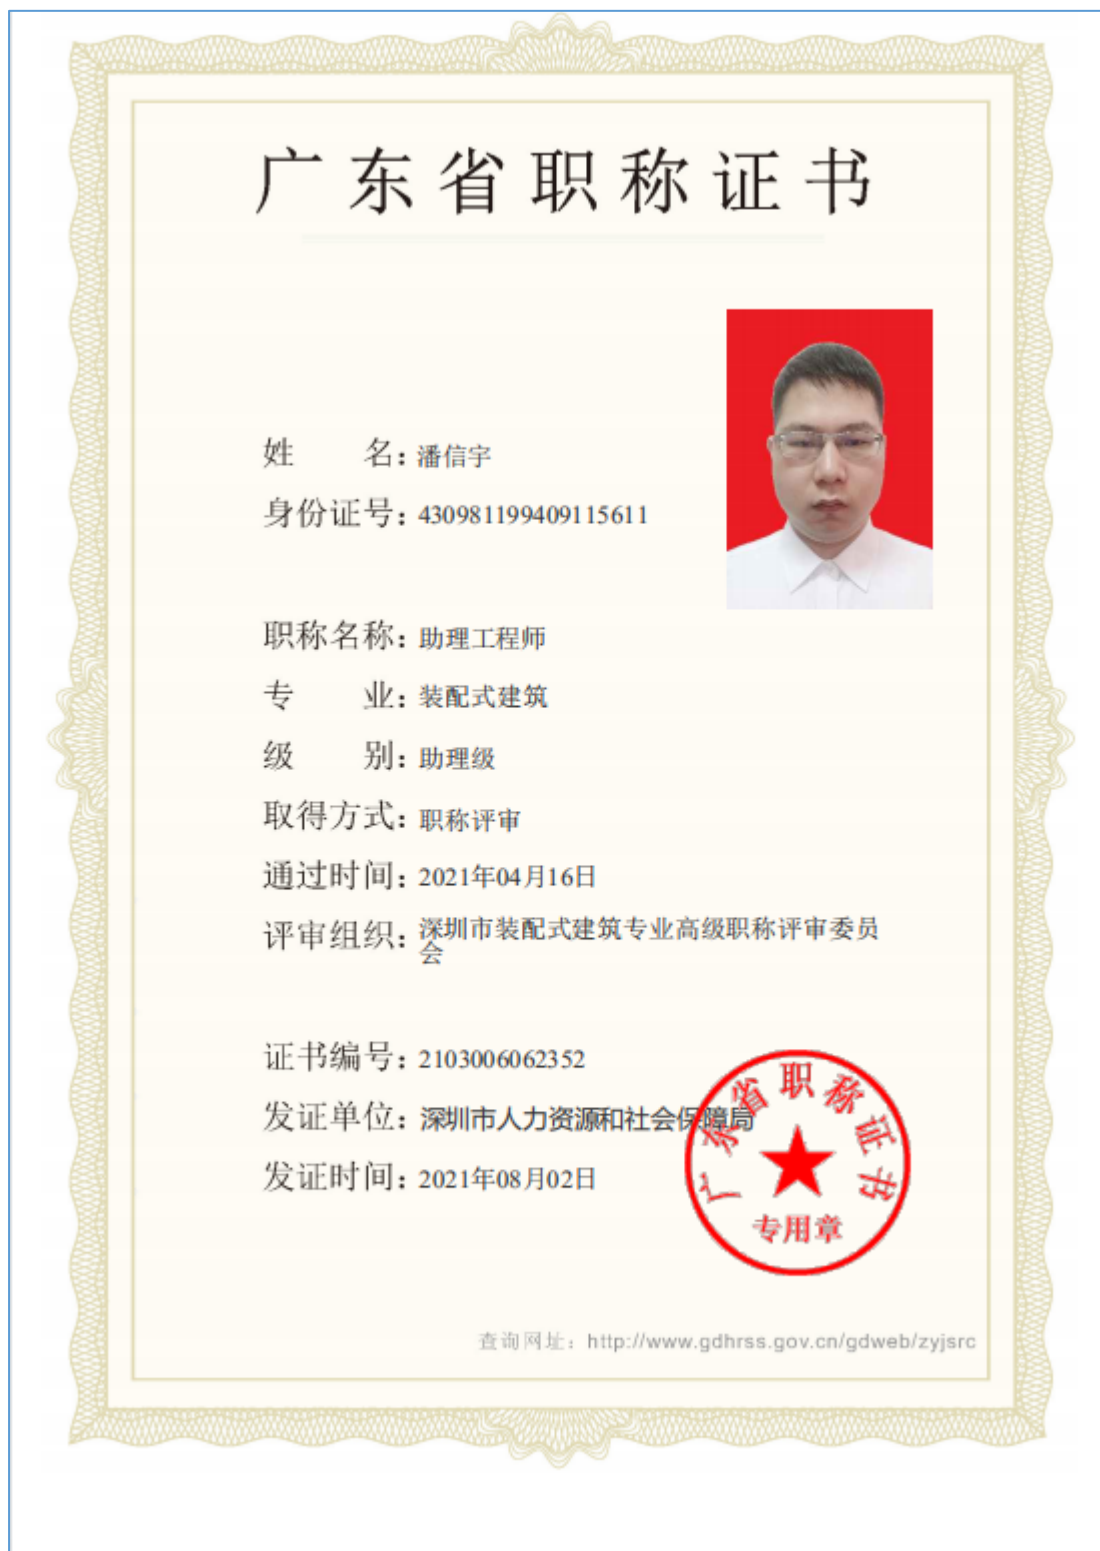 广东省职称证书
姓 名：潘信宇
身份证号：430981199409115611
职称名称：助理工程师
专 业：装配式建筑
级 别：助理级
取得方式：职称评审
通过时间：2021年04月16日
评审组织：深圳市装配式建筑专业高级职称评审委员
会
证书编号：2103006062352
发证单位：深圳市人力资源和社会保障局
发证时间：2021年08月02日
广东省职称证书
专用章
查询网址：http://www.gdhrss.gov.cn/gdweb/zyjsrc